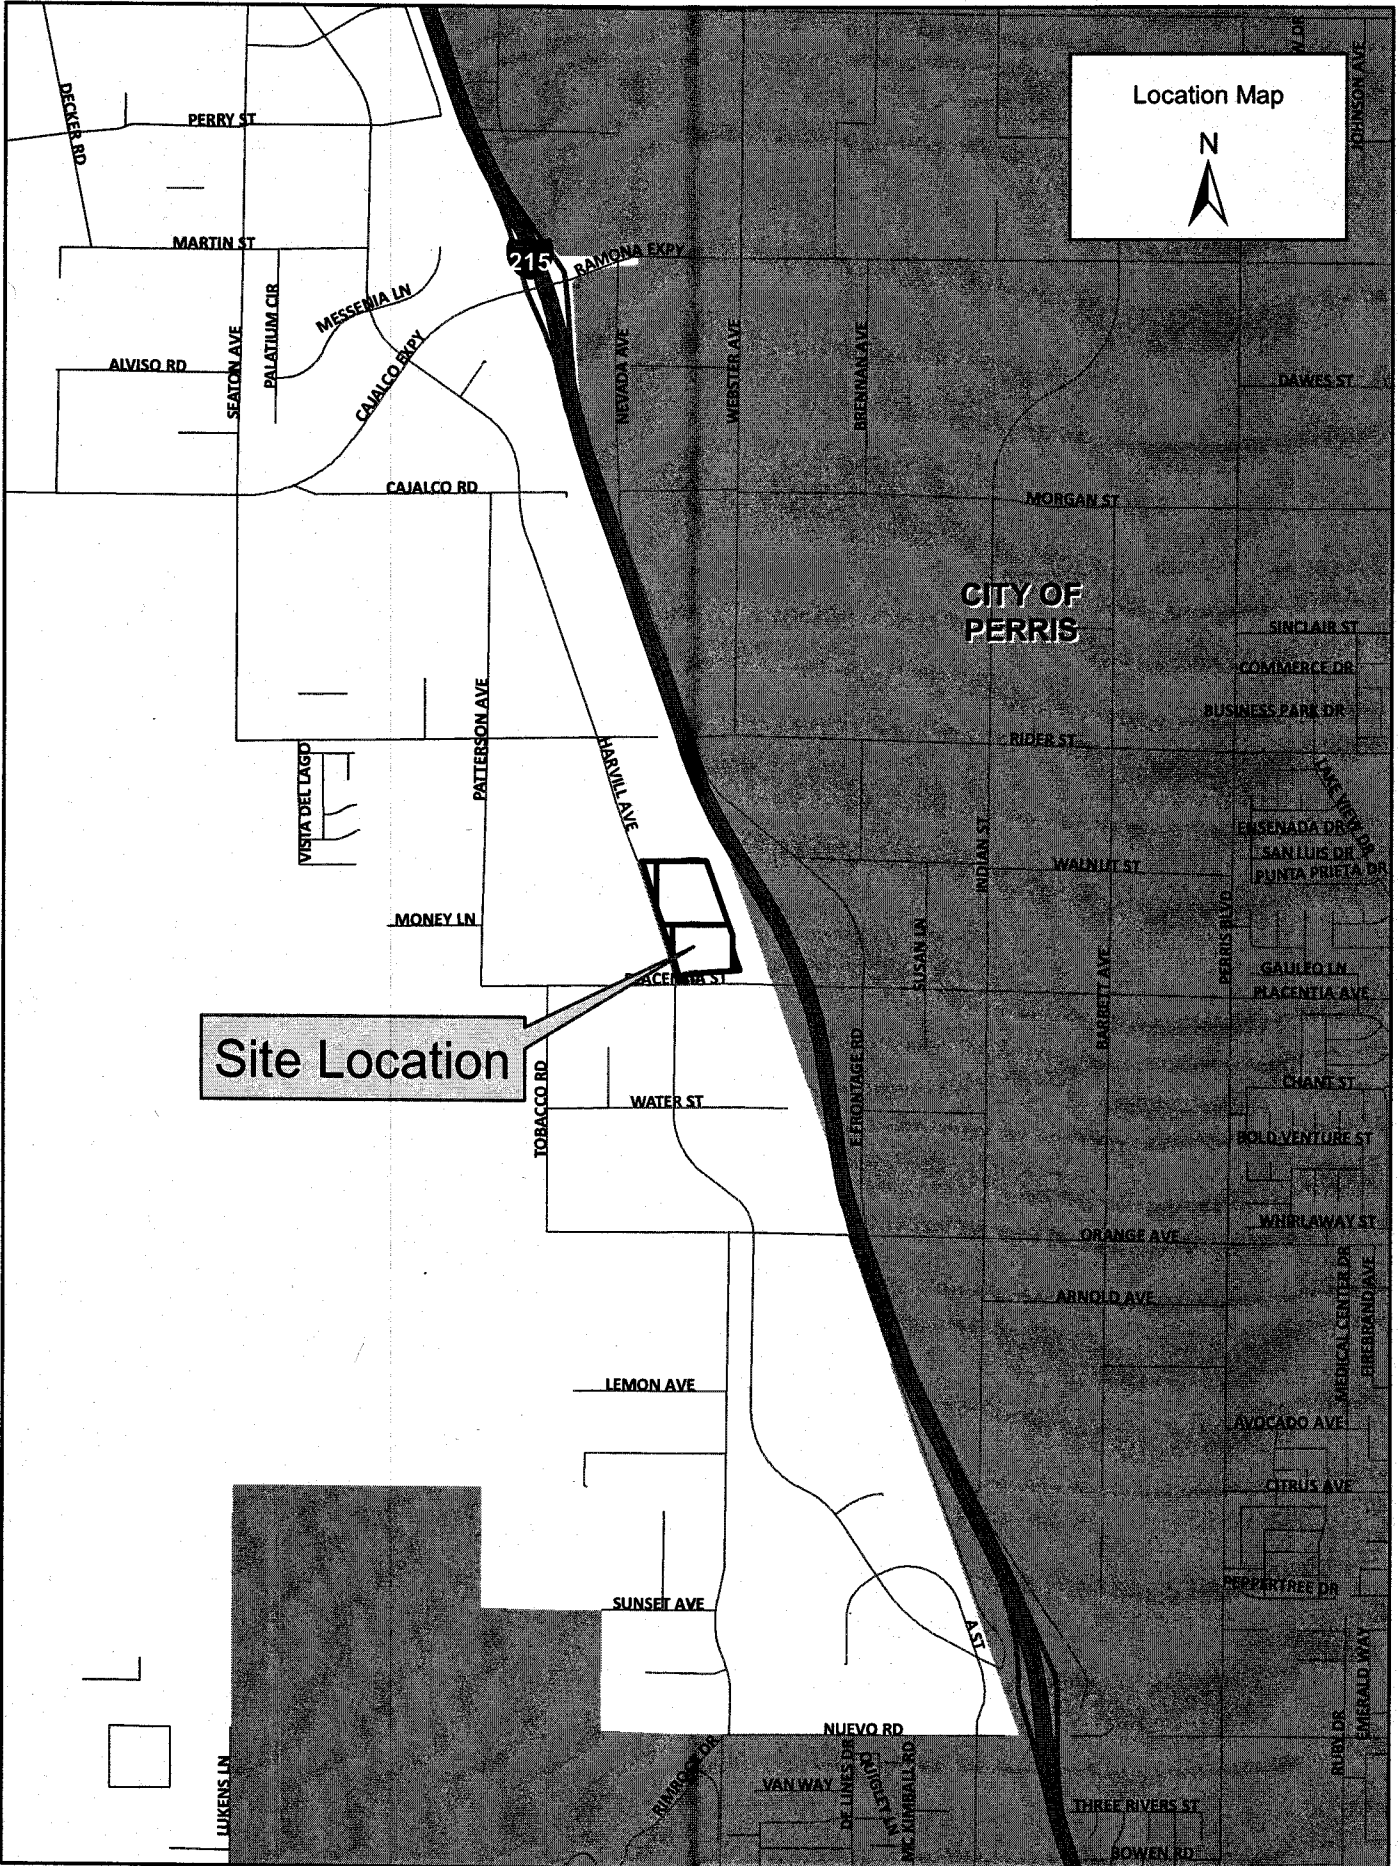 Location Map
N
DECKER RD
PERRY ST
JOHNSON AVE
MARTIN ST
215
RAMONA EXPY
MESSENIA LN
PALATIUM CIR
SEATON AVE
ALVISO RD
CAJALCO EXPY
NEVADA AVE
WEBSTER AVE
BRENNAN AVE
DAWES ST
CAJALCO RD
MORGAN ST
CITY OF
PERRIS
SINCLAIR ST
COMMERCE DR
BUSINESS PARK DR
PATTERSON AVE
HARVILL AVE
RIDER ST
VISTA DEL LAGO
LAKE VIEW DR
ENSENADA DR
SAN LUIS DR
PUNTA PRIETA DR
INDIAN ST
WALNUT ST
MONEY LN
SUSAN LN
PERRIS BLVD
BARRETT AVE
GALILEO LN
PLACENTIA ST
PLACENTIA AVE
Site Location
TOBACCO RD
WATER ST
E FRONTAGE RD
CHANT ST
BOLD VENTURE ST
WHIRLAWAY ST
ORANGE AVE
ARNOLD AVE
MEDICAL CENTER DR
FIREBRAND AVE
LEMON AVE
AVOCADO AVE
CITRUS AVE
PEPPERTREE DR
SUNSET AVE
A ST
EMERALD WAY
RUBY DR
NUEVO RD
LUKENS LN
RIMROCK DR
VAN WAY
DE LINES DR
QUIGLEY LN
MC KIMBALL RD
THREE RIVERS ST
BOWEN RD